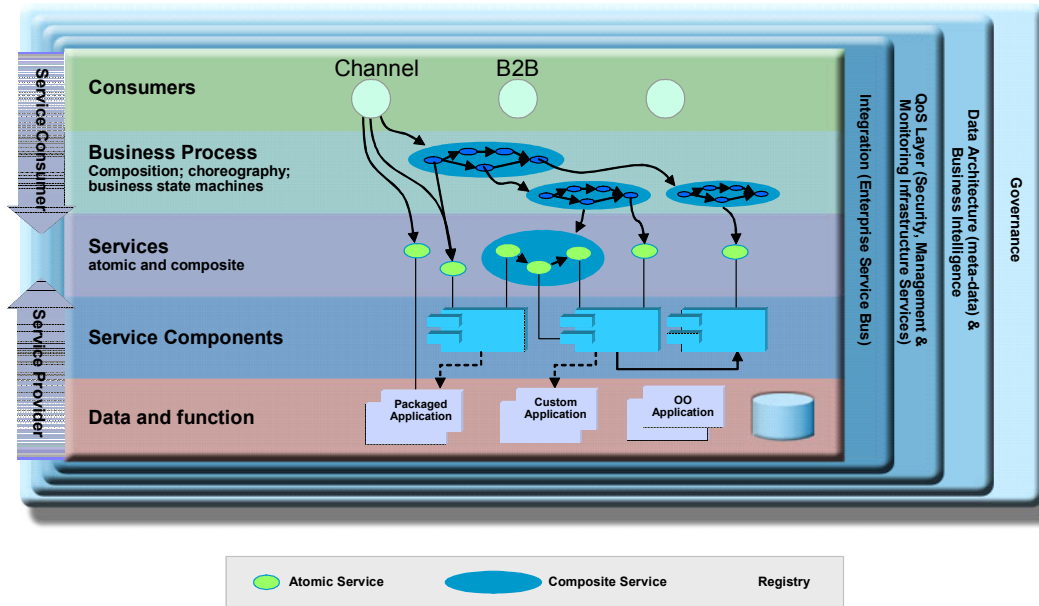 Channel
B2B
Consumers
Business Process
Composition; choreography;
business state machines
Services
atomic and composite
Service Components
Data and function
Packaged
Application
Custom
Application
OO
Application
Service Consumer
Service Provider
Integration (Enterprise Service Bus)
QoS Layer (Security, Management &
Monitoring Infrastructure Services)
Data Architecture (meta-data) &
Business Intelligence
Governance
Atomic Service
Composite Service
Registry